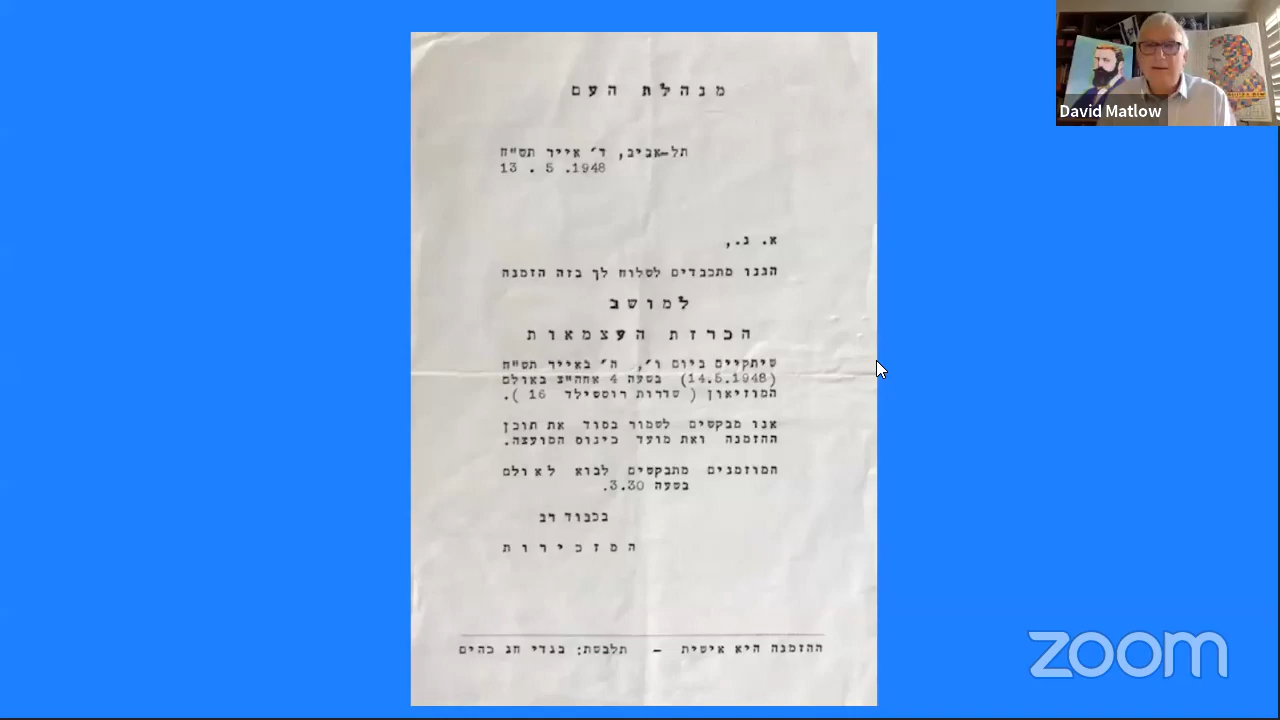 David Matlow
מנהלת העם
תל-אביב, ד' אייר תש"ח
13 . 5 .1948
א. נ.,
הננו מתכבדים לשלוח לך בזה הזמנה
למושב
הכרזת העצמאות
שיתקיים ביום ו', ה' באייר תש"ח
(14.5.1948) בשעה 4 אחה"צ באולם
המוזיאון ( שדרות רוטשילד 16 ).
אנו מבקשים לשמור בסוד את תוכן
ההזמנה ואת מועד כינוס המועצה.
המוזמנים מתבקשים לבוא לאולם
בשעה 3.30.
בכבוד רב
המזכירות
ההזמנה היא אישית – תלבשת: בגדי חג כהים
zoom